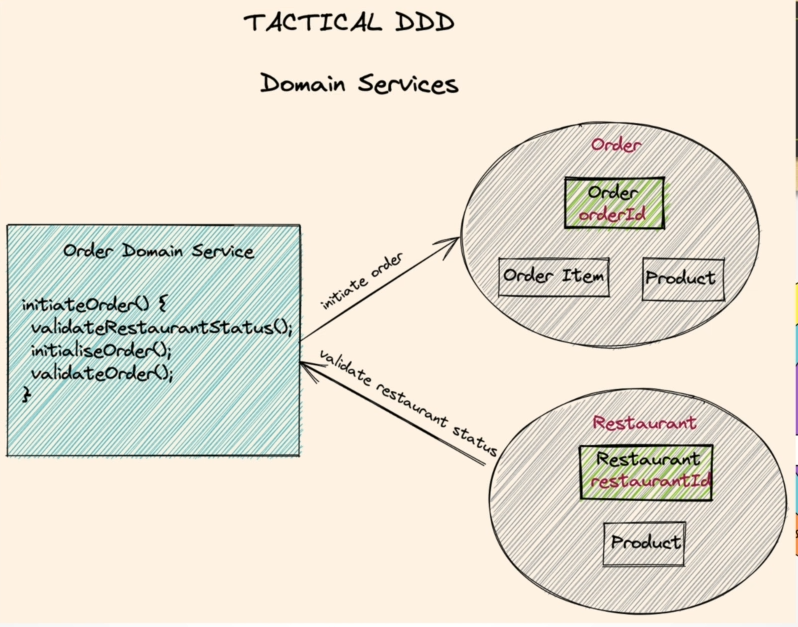 TACTICAL DDD
Domain Services
Order Domain Service
initiateOrder() {
validateRestaurantStatus();
initialiseOrder();
validateOrder();
}
initiate order
validate restaurant status
Order
Order
orderId
Order Item
Product
Restaurant
Restaurant
restaurantId
Product